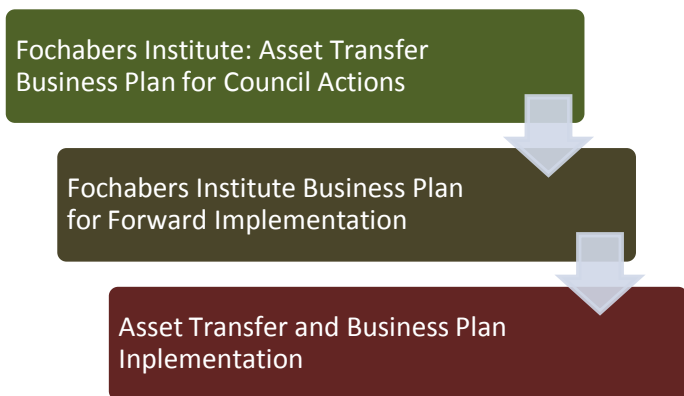 Fochabers Institute: Asset Transfer
Business Plan for Council Actions
Fochabers Institute Business Plan
for Forward Implementation
Asset Transfer and Business Plan
Inplementation